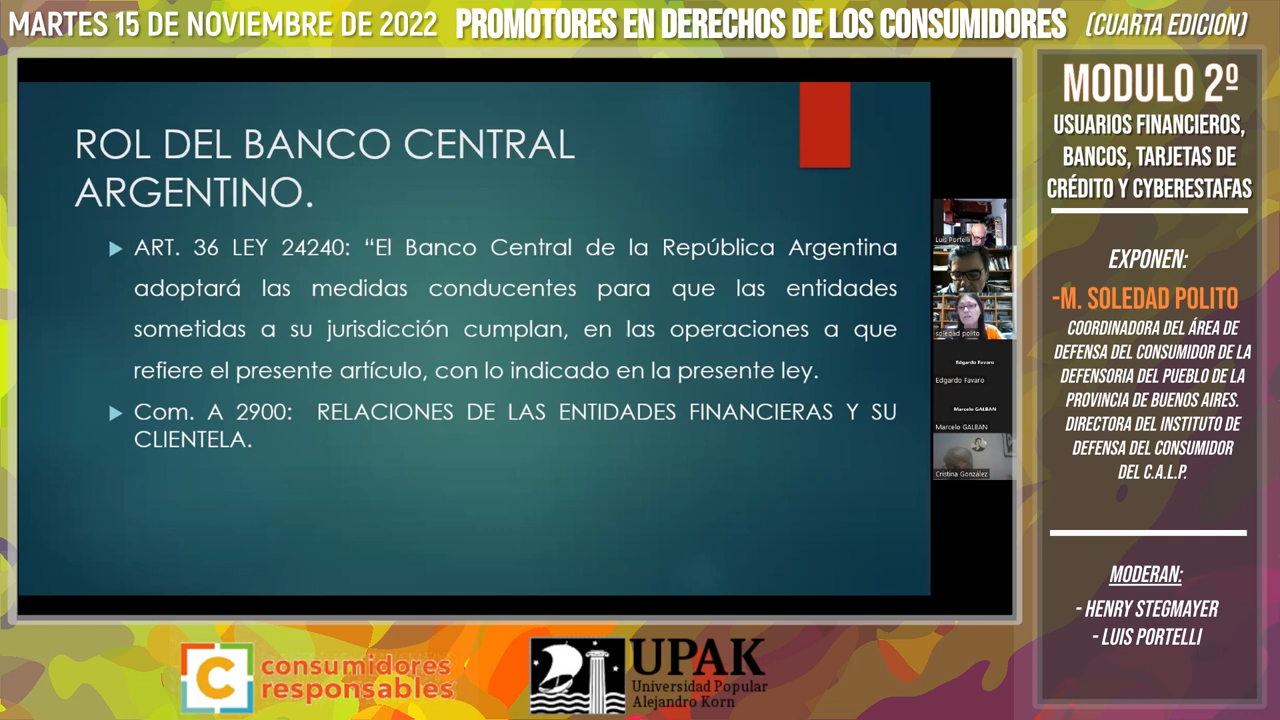 MARTES 15 DE NOVIEMBRE DE 2022 PROMOTORES EN DERECHOS DE LOS CONSUMIDORES (CUARTA EDICION)
ROL DEL BANCO CENTRAL
ARGENTINO.
ART. 36 LEY 24240: “El Banco Central de la República Argentina
adoptará las medidas conducentes para que las entidades
sometidas a su jurisdicción cumplan, en las operaciones a que
refiere el presente artículo, con lo indicado en la presente ley.
Com. A 2900: RELACIONES DE LAS ENTIDADES FINANCIERAS Y SU
CLIENTELA.
Luis Portelli
soledad polito
Edgardo Favaro
Edgardo Favaro
Marcelo GALBAN
Marcelo GALBAN
Cristina Gonzalez
MODULO 2º
USUARIOS FINANCIEROS,
BANCOS, TARJETAS DE
CRÉDITO Y CYBERESTAFAS
EXPONEN:
-M. SOLEDAD POLITO
COORDINADORA DEL ÁREA DE
DEFENSA DEL CONSUMIDOR DE LA
DEFENSORIA DEL PUEBLO DE LA
PROVINCIA DE BUENOS AIRES.
DIRECTORA DEL INSTITUTO DE
DEFENSA DEL CONSUMIDOR
DEL C.A.L.P.
MODERAN:
- HENRY STEGMAYER
- LUIS PORTELLI
C consumidores
responsables
UPAK
Universidad Popular
Alejandro Korn